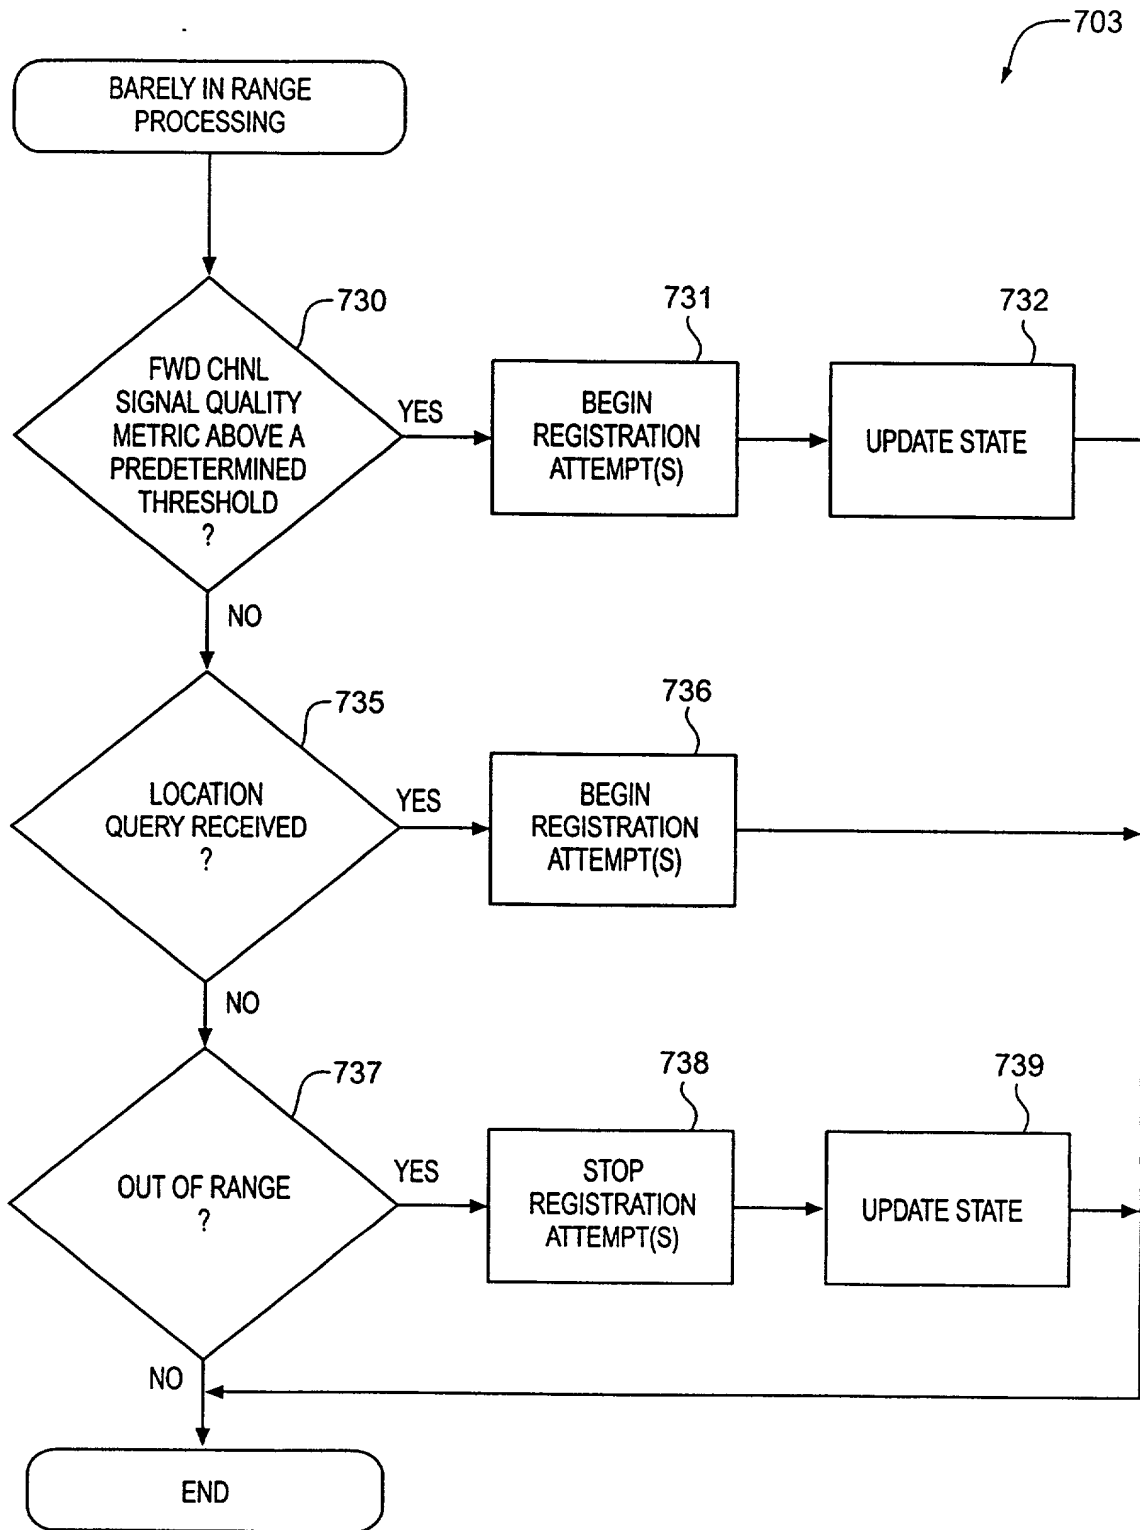 703
BARELY IN RANGE
PROCESSING
730
FWD CHNL
SIGNAL QUALITY
METRIC ABOVE A
PREDETERMINED
THRESHOLD
?
YES
731
BEGIN
REGISTRATION
ATTEMPT(S)
732
UPDATE STATE
NO
735
LOCATION
QUERY RECEIVED
?
YES
736
BEGIN
REGISTRATION
ATTEMPT(S)
NO
737
OUT OF RANGE
?
YES
738
STOP
REGISTRATION
ATTEMPT(S)
739
UPDATE STATE
NO
END